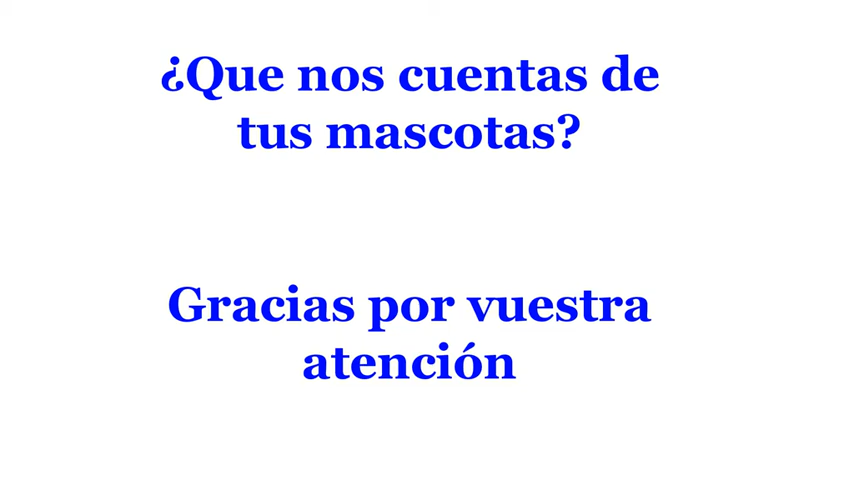 ¿Que nos cuentas de
tus mascotas?
Gracias por vuestra
atención